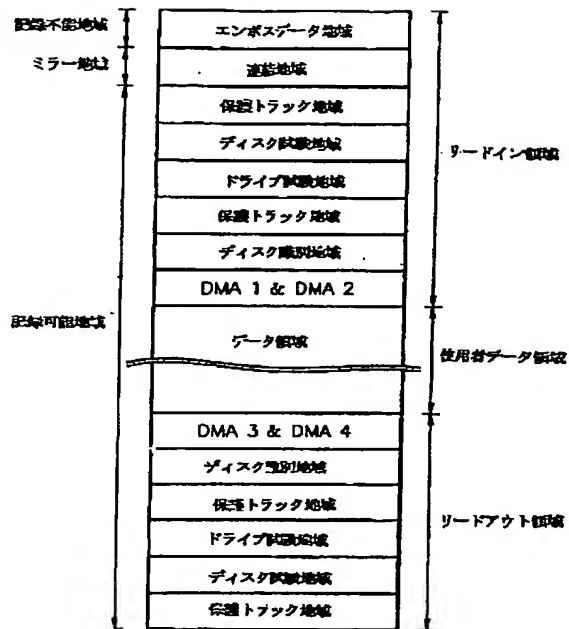 記録不能地域
ミラー地域
記録可能地域
エンボスデータ地域
連結地域
保護トラック地域
ディスク試験地域
ドライブ試験地域
保護トラック地域
ディスク識別地域
DMA 1 & DMA 2
データ領域
DMA 3 & DMA 4
ディスク識別地域
保護トラック地域
ドライブ試験地域
ディスク試験地域
保護トラック地域
リードイン領域
使用者データ領域
リードアウト領域